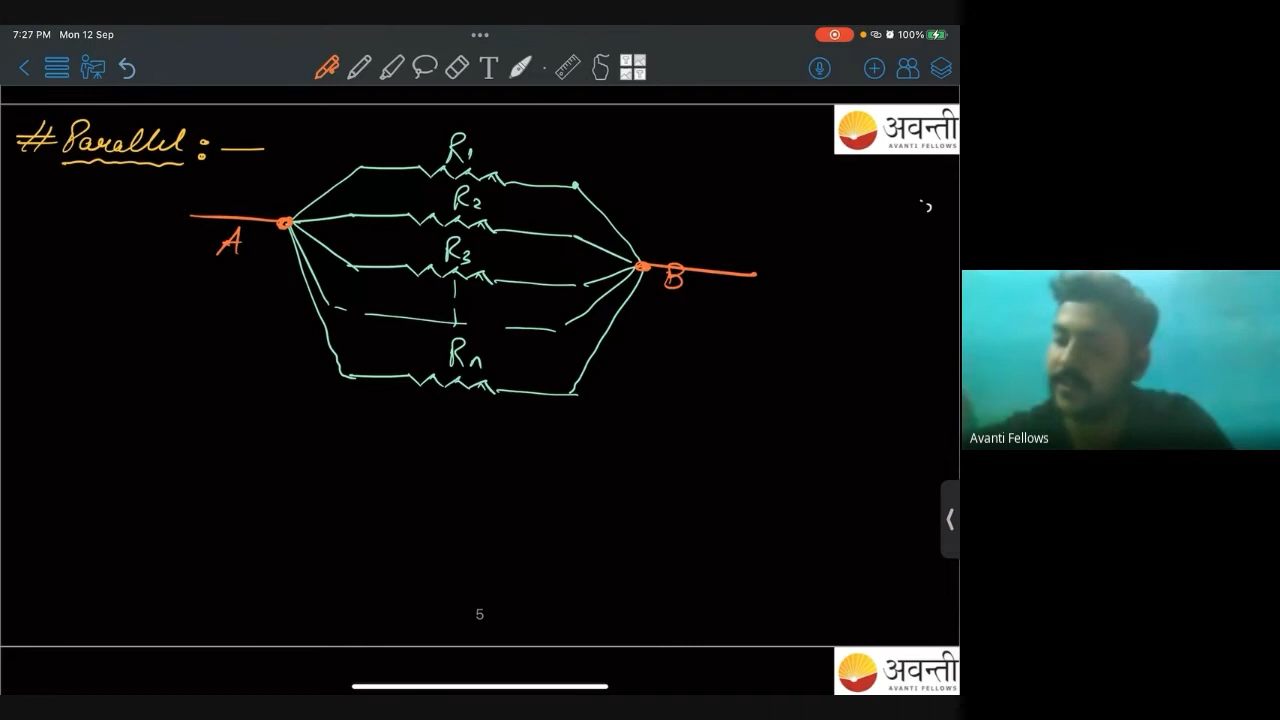 7:27 PM Mon 12 Sep
100%
T
अवन्ती
AVANTI FELLOWS
# Parallel : —
R₁
R₂
R₃
Rn
A
B
Avanti Fellows
5
अवन्ती
AVANTI FELLOWS